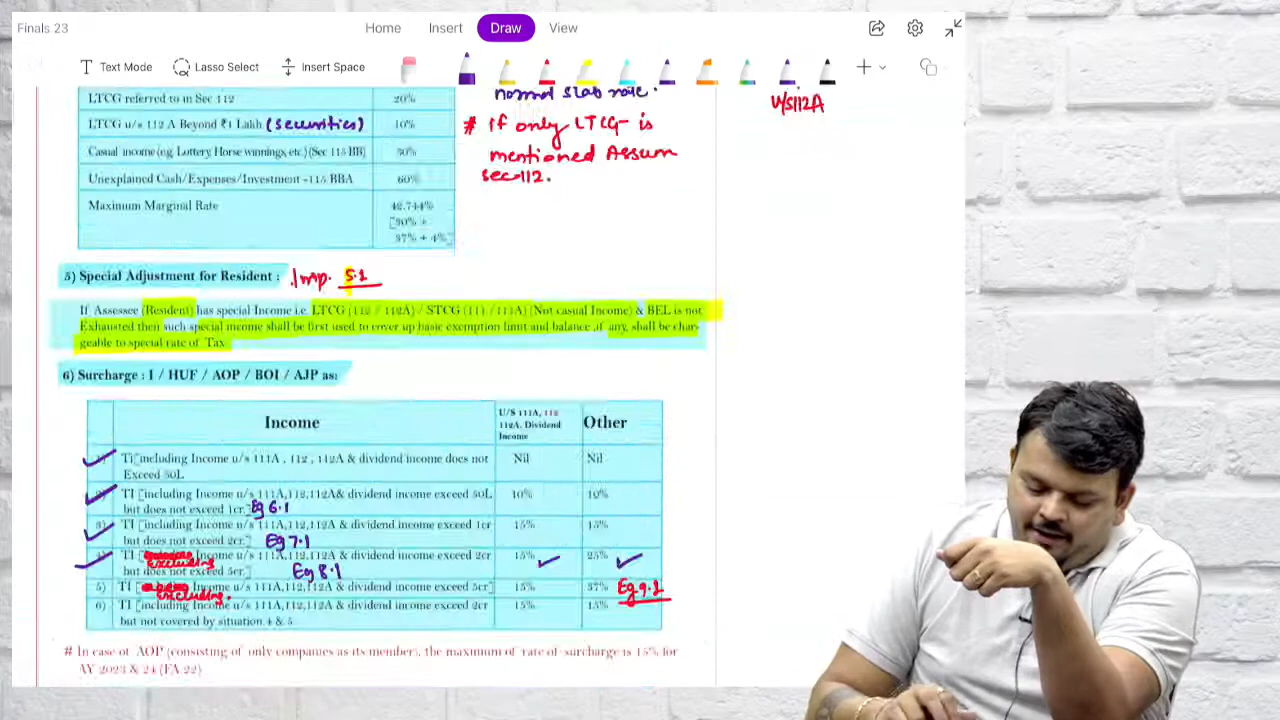 Finals 23
Home Insert Draw View
Text Mode Lasso Select Insert Space
LTCG referred to in Sec 112 20%
normal slab rate.
U/S112A
LTCG u/s 112 A Beyond ₹1 Lakh (securities) 10%
# If only LTCG is
mentioned Assum
sec-112.
Casual income (eg. Lottery, Horse winnings, etc.) (Sec 115 BB) 30%
Unexplained Cash/Expenses/Investment -115 BBA 60%
Maximum Marginal Rate 42.744%
[30% +
37% + 4%]
5) Special Adjustment for Resident : Imp. 5.1
If Assessee (Resident) has special Income i.e. LTCG (112 / 112A) / STCG (111 / 111A) (Not casual Income) & BEL is not
Exhausted then such special income shall be first used to cover up basic exemption limit and balance ,if any, shall be char-
geable to special rate of Tax
6) Surcharge : I / HUF / AOP / BOI / AJP as:
Income
U/S 111A, 112
112A, Dividend
Income
Other
TI [including Income u/s 111A , 112 , 112A & dividend income does not
Exceed 50L
Nil Nil
TI [including Income u/s 111A,112,112A& dividend income exceed 50L
but does not exceed 1cr.] Eg 6.1
10% 10%
TI [including Income u/s 111A,112,112A & dividend income exceed 1cr
but does not exceed 2cr.] Eg 7.1
15% 15%
TI [excluding Income u/s 111A,112,112A & dividend income exceed 2cr
but does not exceed 5cr.] Eg 8.1
15% 25%
5) TI [excluding Income u/s 111A,112,112A & dividend income exceed 5cr] 15% 37% Eg 9.1
6) TI [including Income u/s 111A,112,112A & dividend income exceed 2cr
but not covered by situation 4 & 5
15% 15%
# In case of AOP (consisting of only companies as its member), the maximum of rate of surcharge is 15% for
AY 2023 & 24 (FA 22)